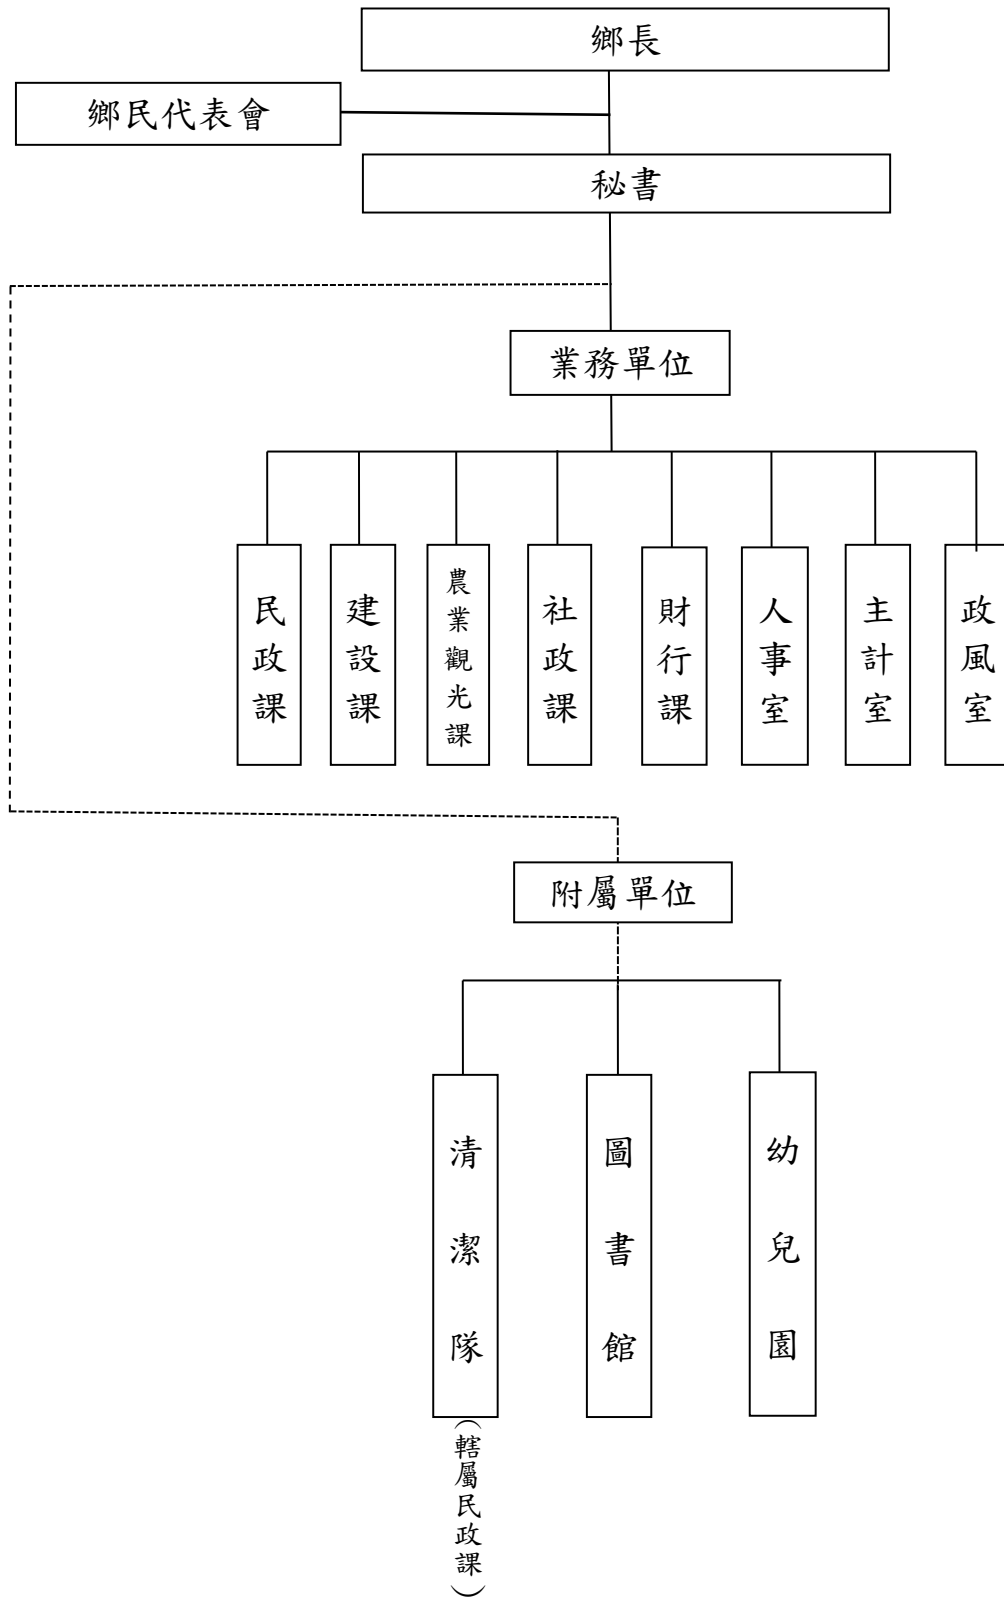 鄉長
鄉民代表會
秘書
業務單位
民政課
建設課
農業觀光課
社政課
財行課
人事室
主計室
政風室
附屬單位
清潔隊
圖書館
幼兒園
（轄屬民政課）